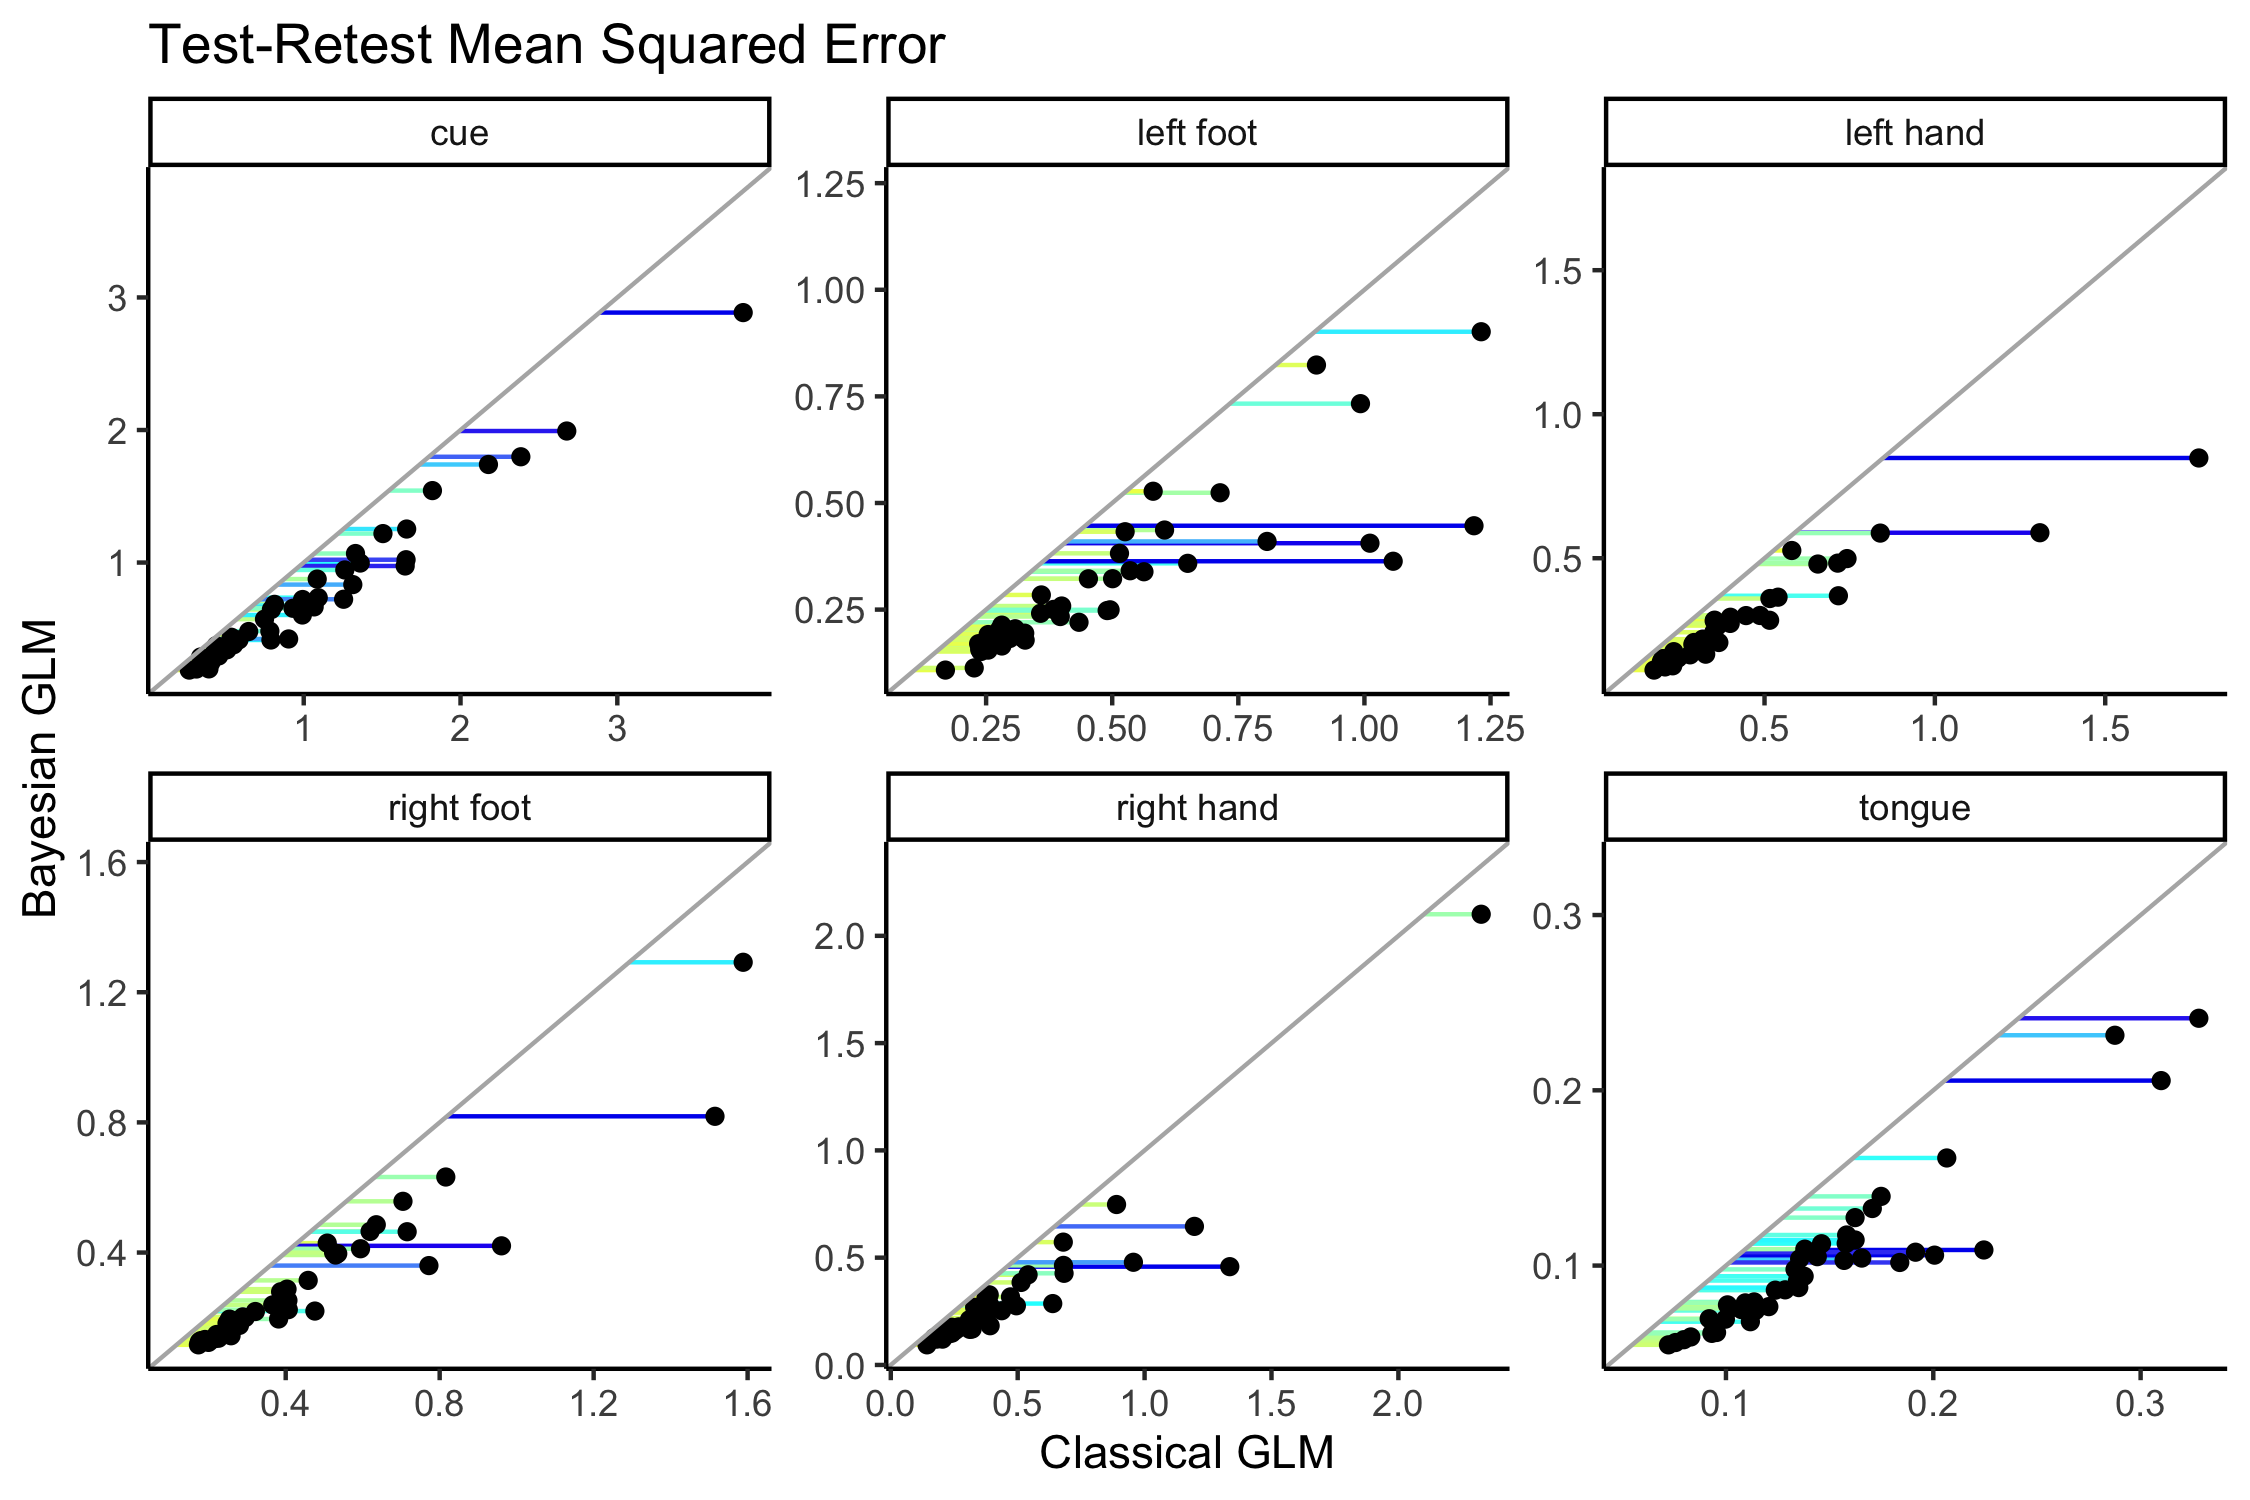 Test-Retest Mean Squared Error
cue
left foot
left hand
3
2
1
1 2 3
1.25
1.00
0.75
0.50
0.25
0.25 0.50 0.75 1.00 1.25
1.5
1.0
0.5
0.5 1.0 1.5
Bayesian GLM
right foot
right hand
tongue
1.6
1.2
0.8
0.4
0.4 0.8 1.2 1.6
2.0
1.5
1.0
0.5
0.0
0.0 0.5 1.0 1.5 2.0
0.3
0.2
0.1
0.1 0.2 0.3
Classical GLM